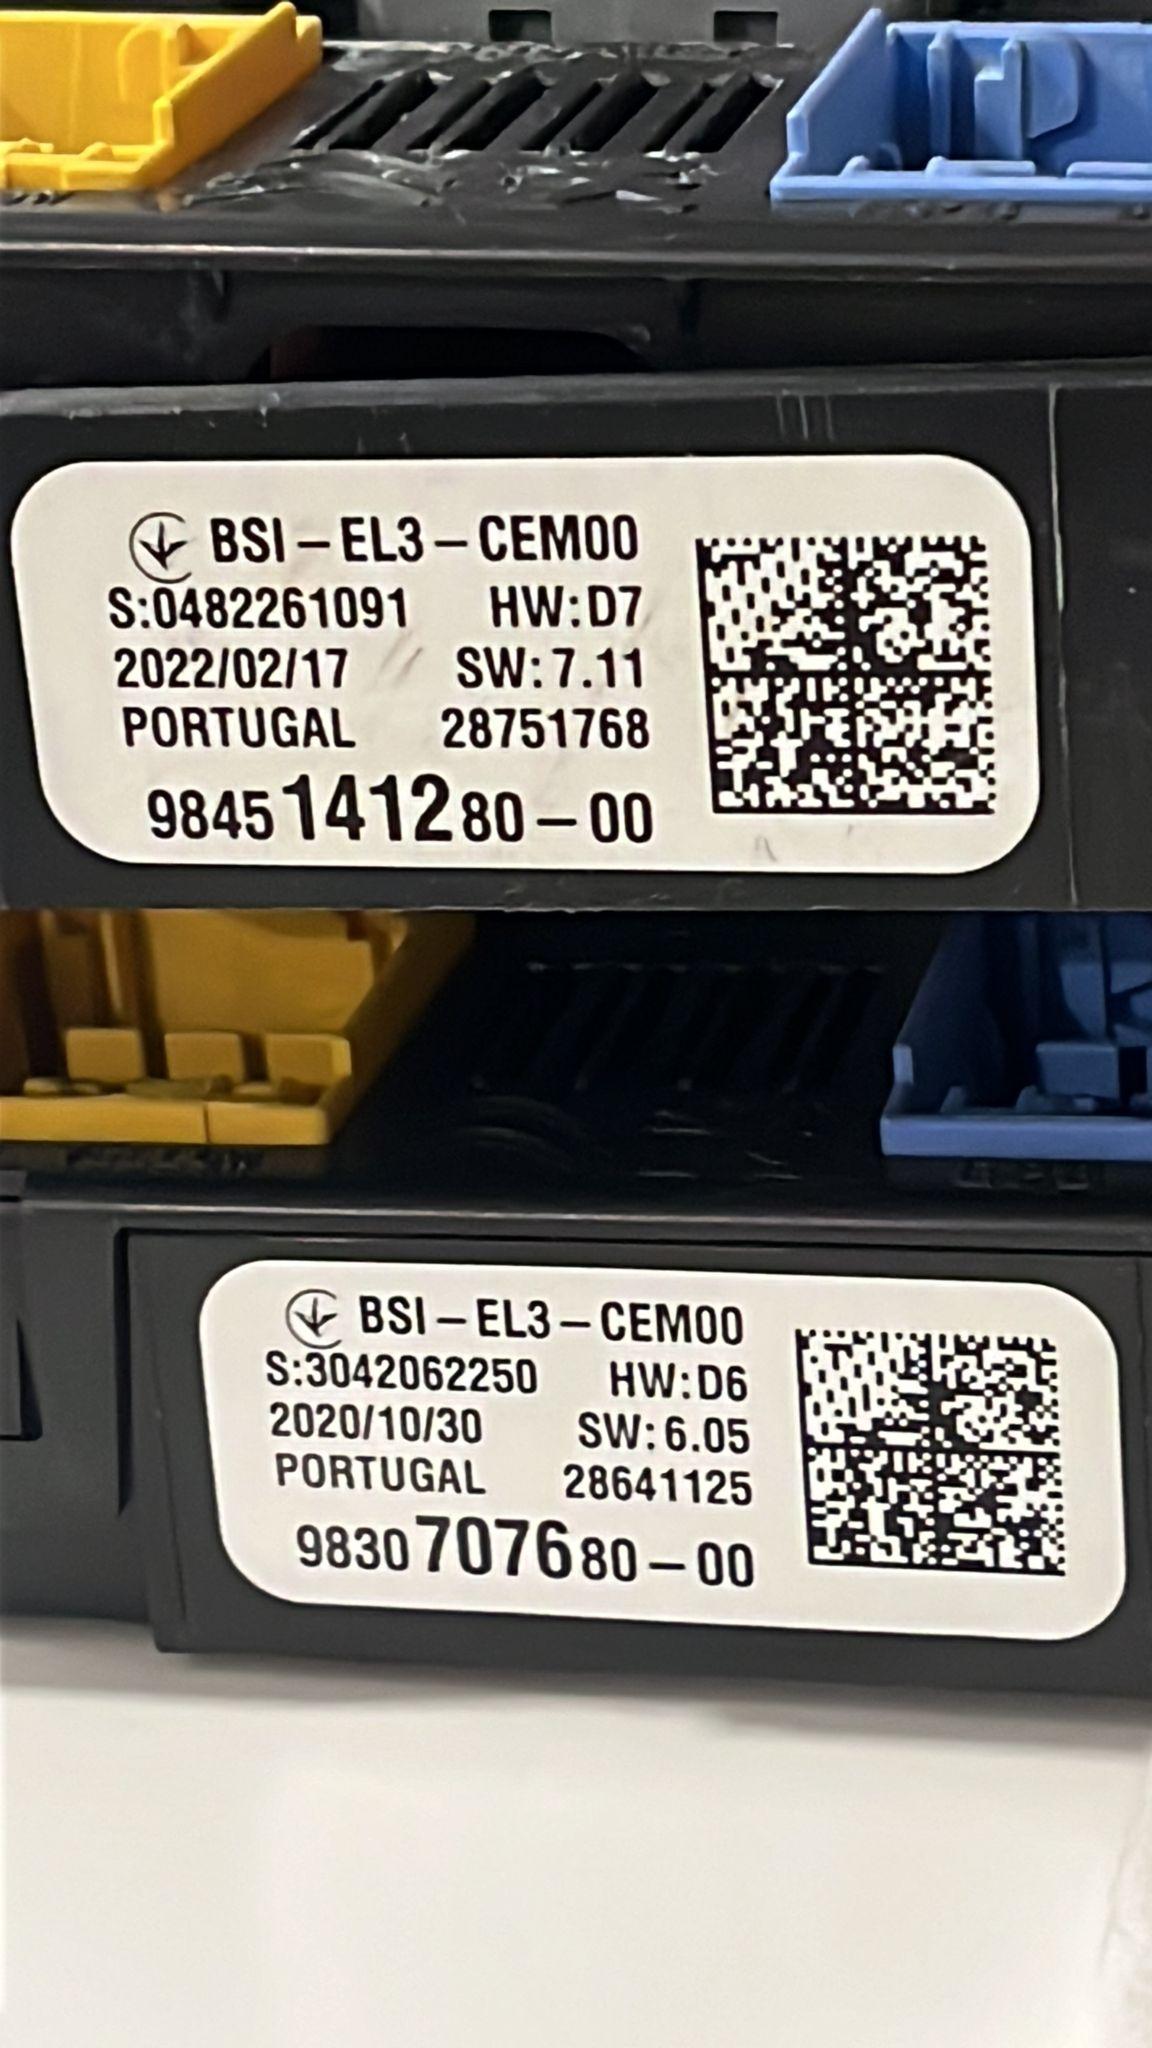 BSI-EL3-CEM00
S:0482261091 HW:D7
2022/02/17 SW:7.11
PORTUGAL 28751768
9845141280-00
BSI-EL3-CEM00
S:3042062250 HW:D6
2020/10/30 SW:6.05
PORTUGAL 28641125
9830707680-00